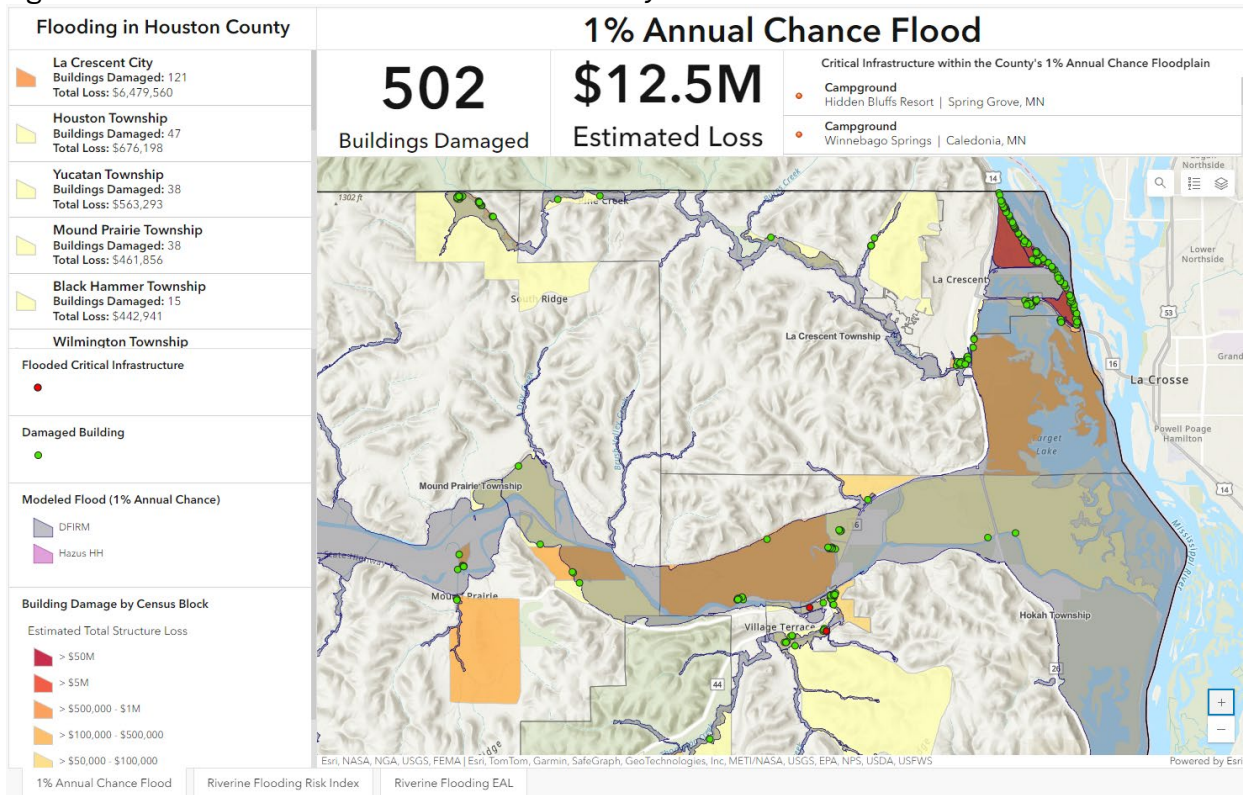 Flooding in Houston County
1% Annual Chance Flood
La Crescent City
Buildings Damaged: 121
Total Loss: $6,479,560
Houston Township
Buildings Damaged: 47
Total Loss: $676,198
Yucatan Township
Buildings Damaged: 38
Total Loss: $563,293
Mound Prairie Township
Buildings Damaged: 38
Total Loss: $461,856
Black Hammer Township
Buildings Damaged: 15
Total Loss: $442,941
Wilmington Township
502
Buildings Damaged
$12.5M
Estimated Loss
Critical Infrastructure within the County's 1% Annual Chance Floodplain
Campground
Hidden Bluffs Resort | Spring Grove, MN
Campground
Winnebago Springs | Caledonia, MN
Flooded Critical Infrastructure
Damaged Building
Modeled Flood (1% Annual Chance)
DFIRM
Hazus HH
Building Damage by Census Block
Estimated Total Structure Loss
> $50M
> $5M
> $500,000 - $1M
> $100,000 - $500,000
> $50,000 - $100,000
1302 ft
Creek
14
Northside
Lower
Northside
La Crescent
South Ridge
53
La Crescent Township
16
Grand
La Crosse
Powell Poage
Hamilton
Target
Lake
Mound Prairie Township
14
6
State Highway
Mississippi River
Mount Prairie
Village Terrace
Hokah Township
44
26
+
−
Esri, NASA, NGA, USGS, FEMA | Esri, TomTom, Garmin, SafeGraph, GeoTechnologies, Inc, METI/NASA, USGS, EPA, NPS, USDA, USFWS
Powered by Esri
1% Annual Chance Flood
Riverine Flooding Risk Index
Riverine Flooding EAL